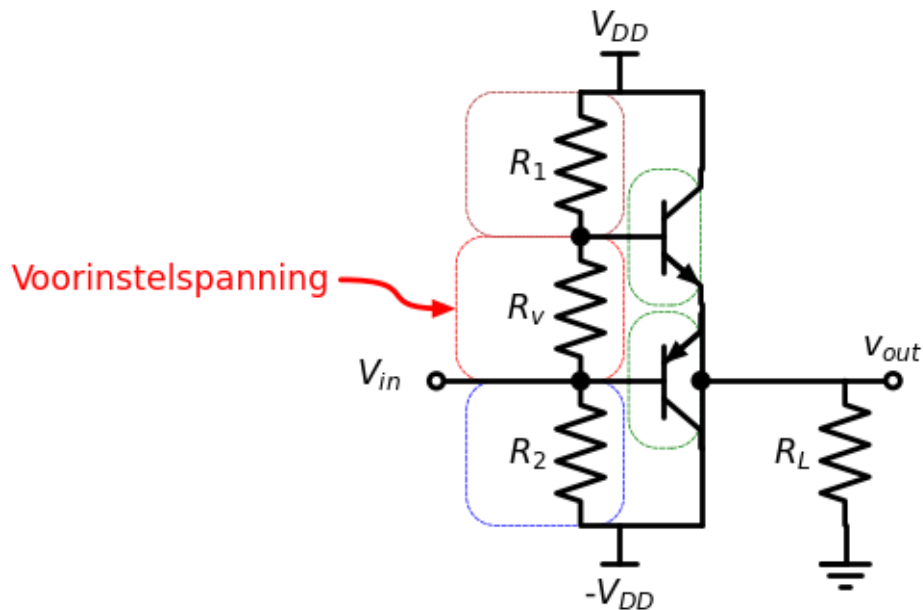 V_DD
R_1
Voorinstelspanning
R_v
V_in
v_out
R_2
R_L
-V_DD